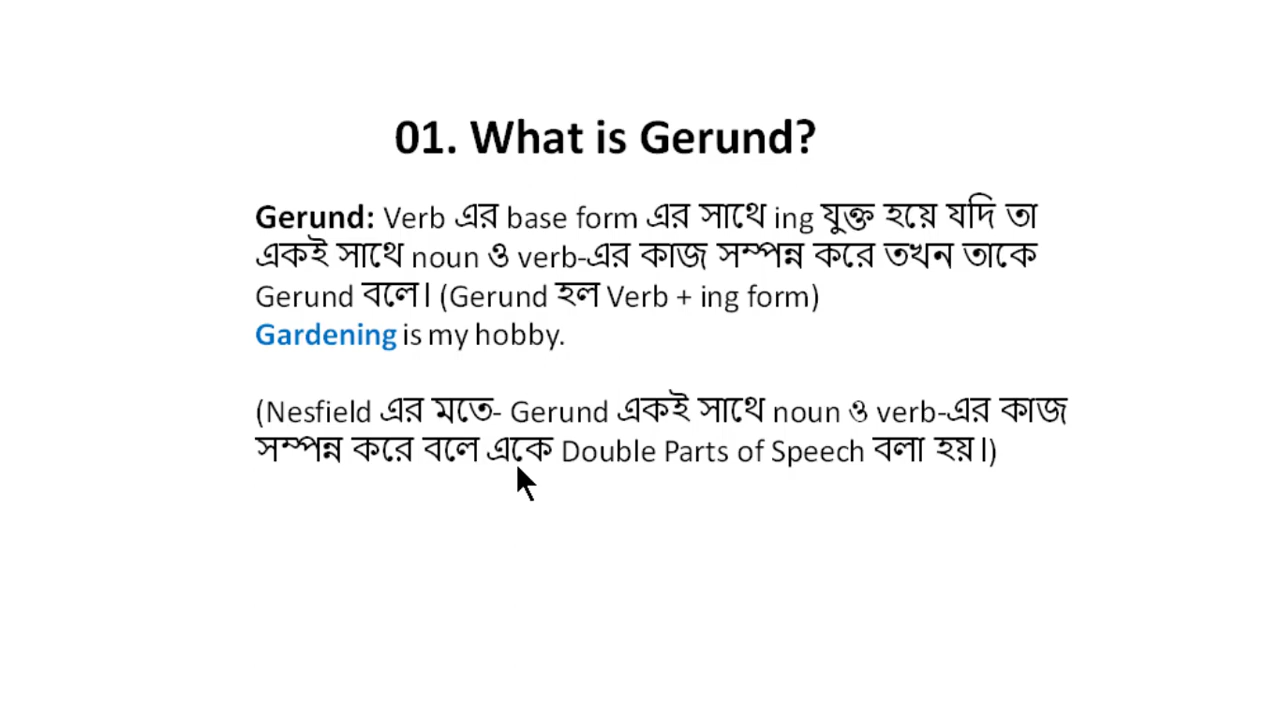 01. What is Gerund?
Gerund: Verb এর base form এর সাথে ing যুক্ত হয়ে যদি তা
একই সাথে noun ও verb-এর কাজ সম্পন্ন করে তখন তাকে
Gerund বলে। (Gerund হল Verb + ing form)
Gardening is my hobby.
(Nesfield এর মতে- Gerund একই সাথে noun ও verb-এর কাজ
সম্পন্ন করে বলে একে Double Parts of Speech বলা হয়।)